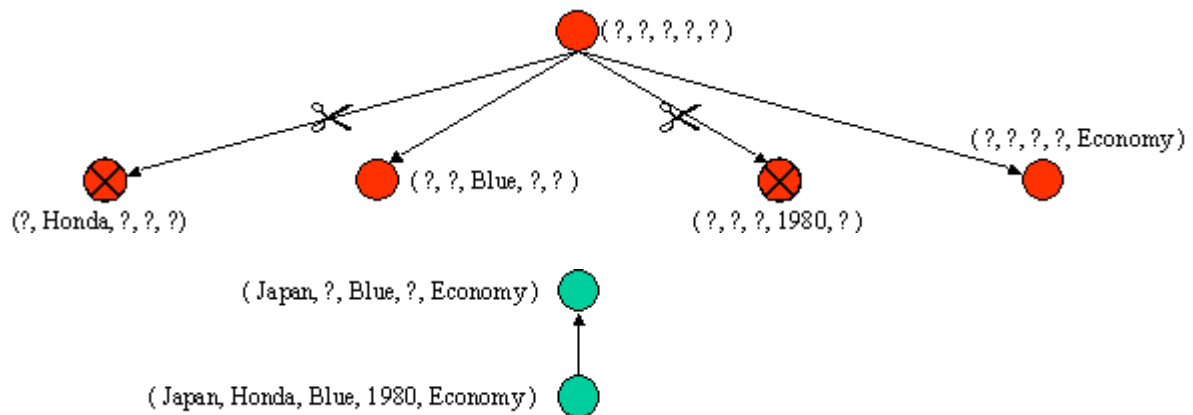 ( ?, ?, ?, ?, ? )
( ?, ?, ?, ?, Economy )
( ?, ?, Blue, ?, ? )
(?, Honda, ?, ?, ?)
( ?, ?, ?, 1980, ? )
( Japan, ?, Blue, ?, Economy )
( Japan, Honda, Blue, 1980, Economy )